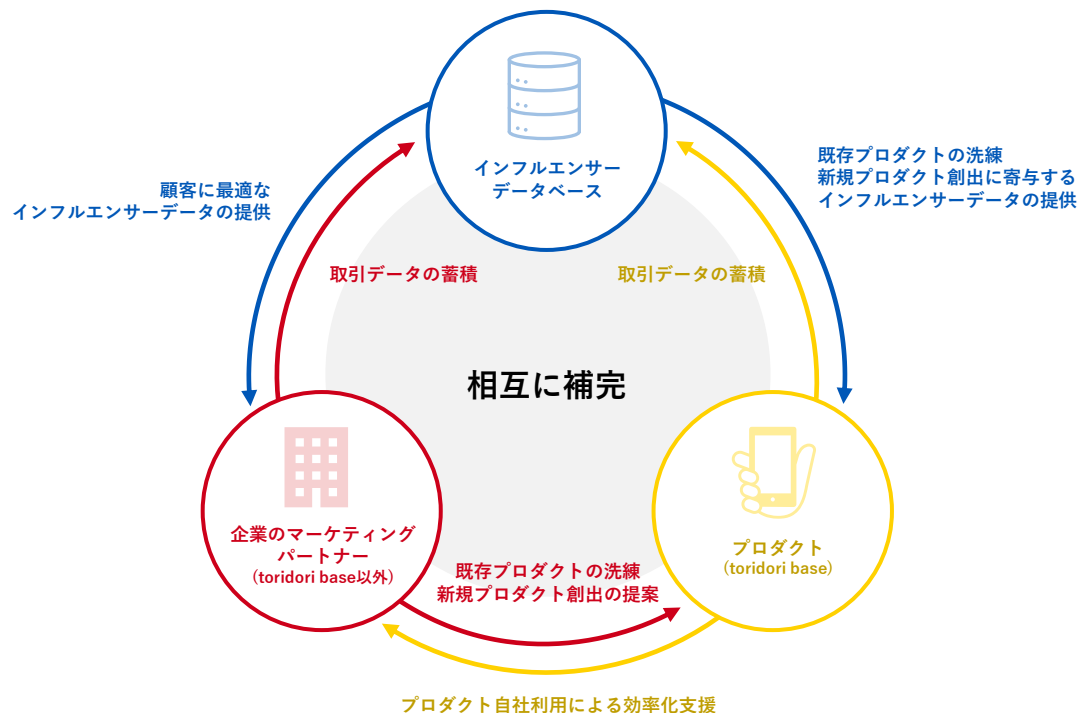 インフルエンサー
データベース
顧客に最適な
インフルエンサーデータの提供
既存プロダクトの洗練
新規プロダクト創出に寄与する
インフルエンサーデータの提供
取引データの蓄積
取引データの蓄積
相互に補完
企業のマーケティング
パートナー
(toridori base以外)
プロダクト
(toridori base)
既存プロダクトの洗練
新規プロダクト創出の提案
プロダクト自社利用による効率化支援